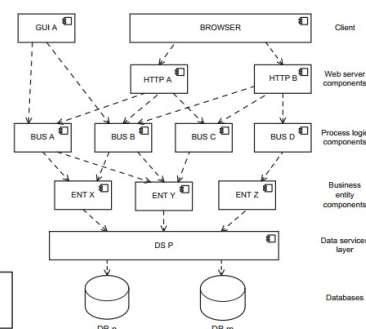 GUI A
BROWSER
Client
HTTP A
HTTP B
Web server
components
BUS A
BUS B
BUS C
BUS D
Process logic
components
ENT X
ENT Y
ENT Z
Business
entity
components
DS P
Data services
layer
Databases